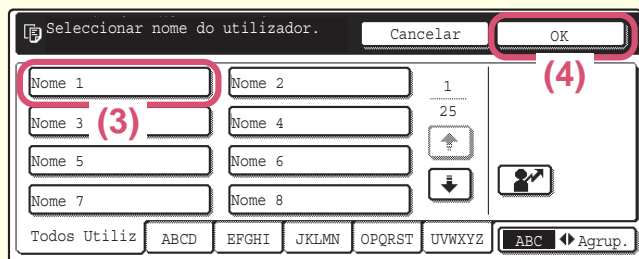 Seleccionar nome do utilizador.
Cancelar
OK
(4)
Nome 1
Nome 2
1
25
(3)
Nome 3
Nome 4
Nome 5
Nome 6
Nome 7
Nome 8
Todos Utiliz
ABCD
EFGHI
JKLMN
OPQRST
UVWXYZ
ABC
Agrup.